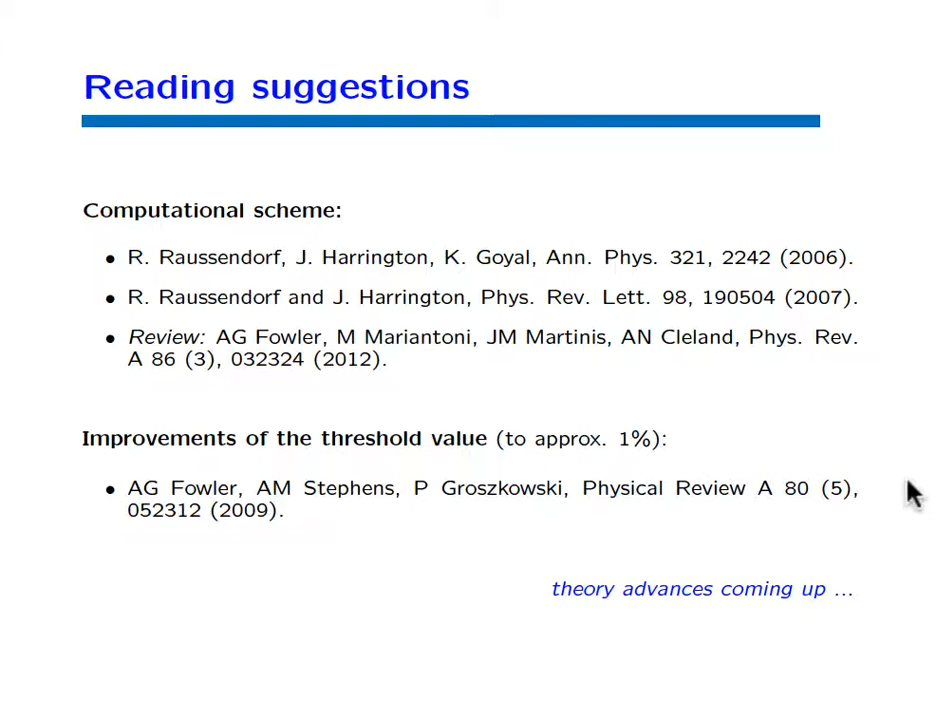 Reading suggestions
Computational scheme:
• R. Raussendorf, J. Harrington, K. Goyal, Ann. Phys. 321, 2242 (2006).
• R. Raussendorf and J. Harrington, Phys. Rev. Lett. 98, 190504 (2007).
• Review: AG Fowler, M Mariantoni, JM Martinis, AN Cleland, Phys. Rev.
A 86 (3), 032324 (2012).
Improvements of the threshold value (to approx. 1%):
• AG Fowler, AM Stephens, P Groszkowski, Physical Review A 80 (5),
052312 (2009).
theory advances coming up ...